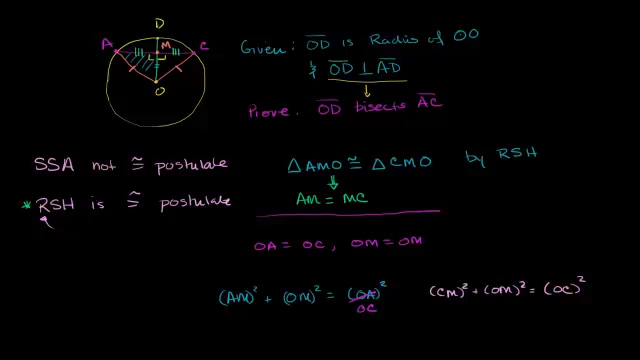 D
A M C
O
Given: OD is Radius of ⊙O
& OD ⊥ AD
Prove: OD bisects AC
SSA not ≅ postulate
* RSH is ≅ postulate
△AMO ≅ △CMO by RSH
AM = MC
OA = OC, OM = OM
(AM)² + (OM)² = (OA)²
OC
(CM)² + (OM)² = (OC)²